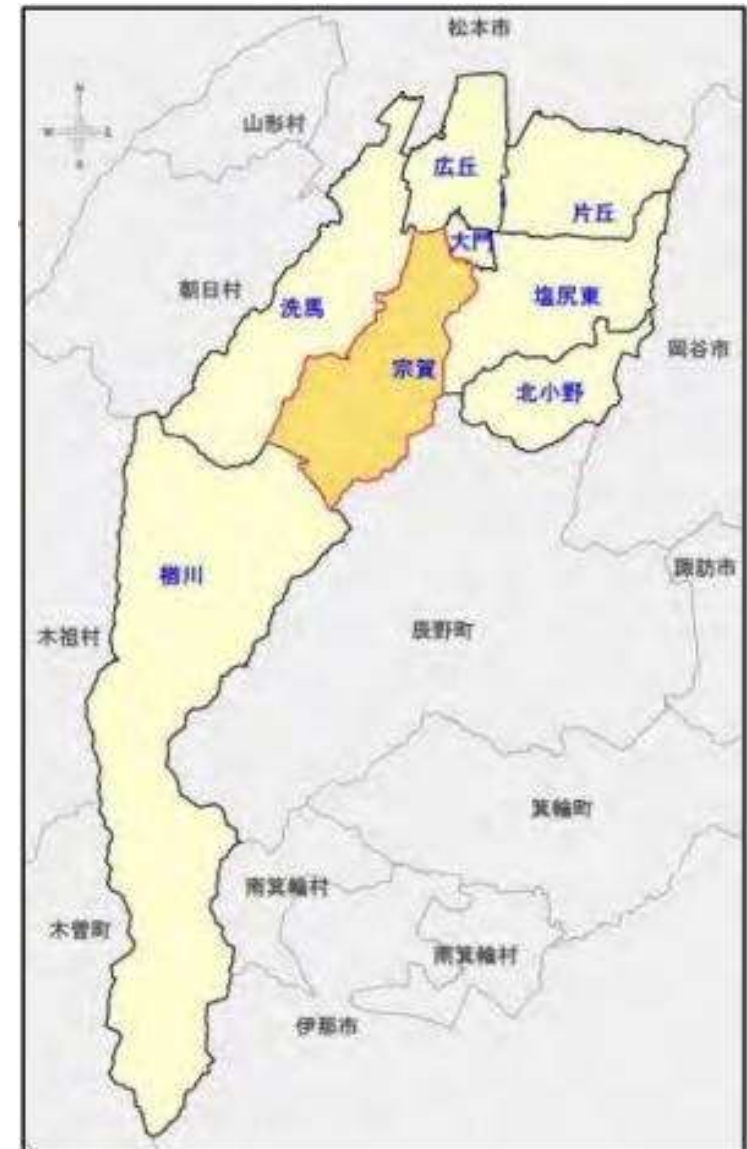 松本市
N
W
E
S
山形村
広丘
片丘
大門
朝日村
洗馬
塩尻東
岡谷市
宗賀
北小野
楢川
諏訪市
木祖村
辰野町
箕輪町
南箕輪村
木曽町
南箕輪村
伊那市